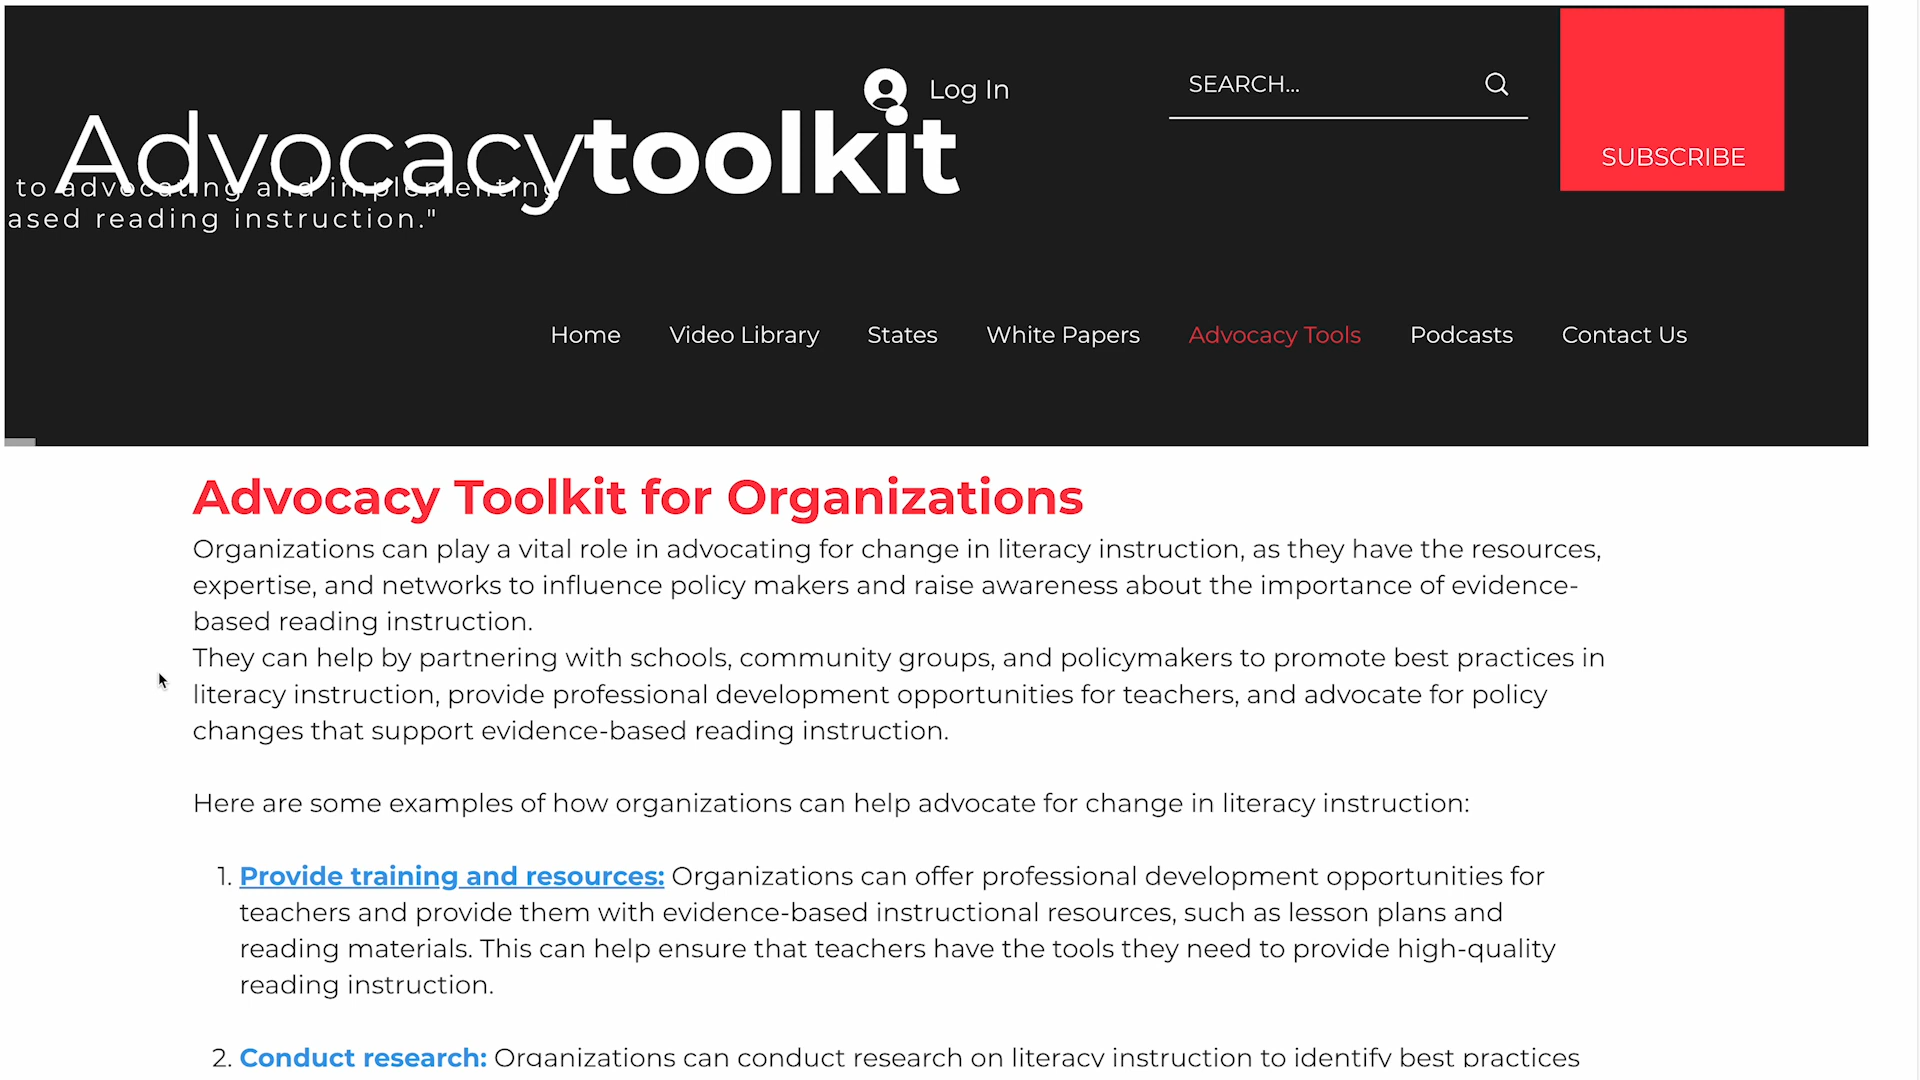 Log In
SEARCH...
SUBSCRIBE
Advocacytoolkit
to advocating and implementing
ased reading instruction."
Home Video Library States White Papers Advocacy Tools Podcasts Contact Us
Advocacy Toolkit for Organizations
Organizations can play a vital role in advocating for change in literacy instruction, as they have the resources,
expertise, and networks to influence policy makers and raise awareness about the importance of evidence-
based reading instruction.
They can help by partnering with schools, community groups, and policymakers to promote best practices in
literacy instruction, provide professional development opportunities for teachers, and advocate for policy
changes that support evidence-based reading instruction.
Here are some examples of how organizations can help advocate for change in literacy instruction:
1. Provide training and resources: Organizations can offer professional development opportunities for
teachers and provide them with evidence-based instructional resources, such as lesson plans and
reading materials. This can help ensure that teachers have the tools they need to provide high-quality
reading instruction.
2. Conduct research: Organizations can conduct research on literacy instruction to identify best practices